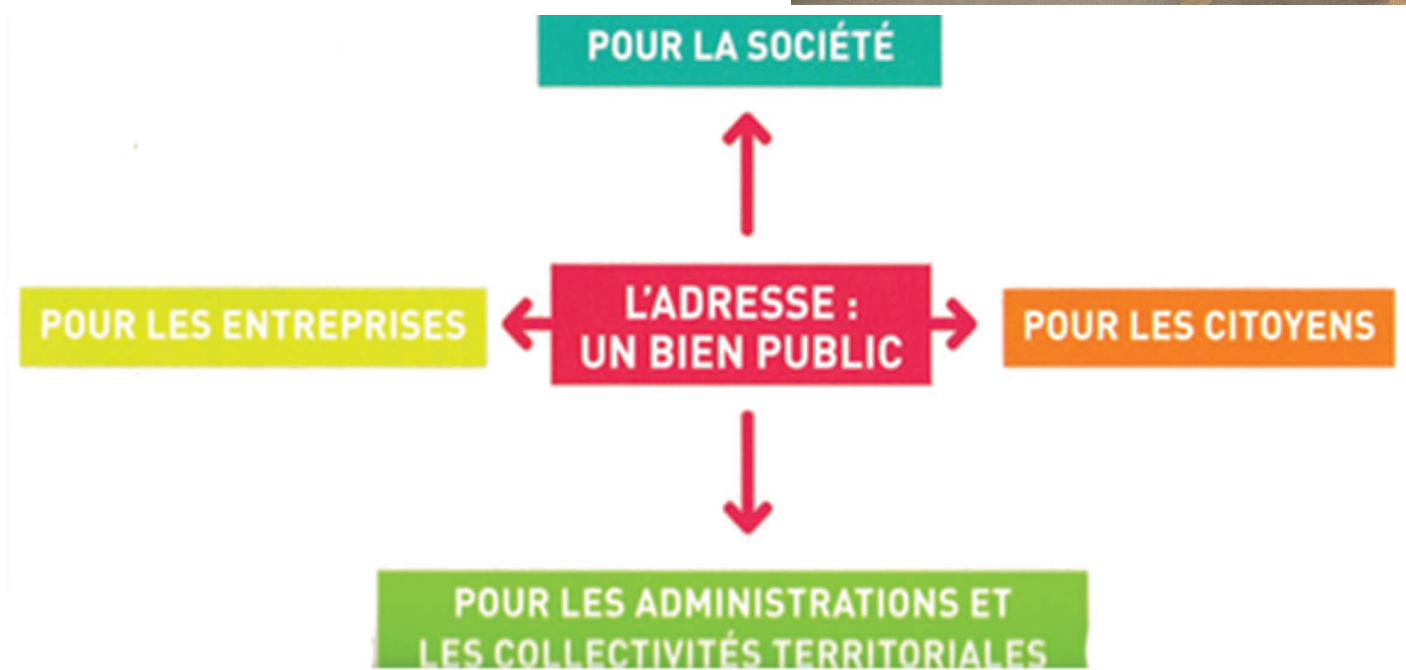 POUR LA SOCIÉTÉ
POUR LES ENTREPRISES
L'ADRESSE :
UN BIEN PUBLIC
POUR LES CITOYENS
POUR LES ADMINISTRATIONS ET
LES COLLECTIVITÉS TERRITORIALES